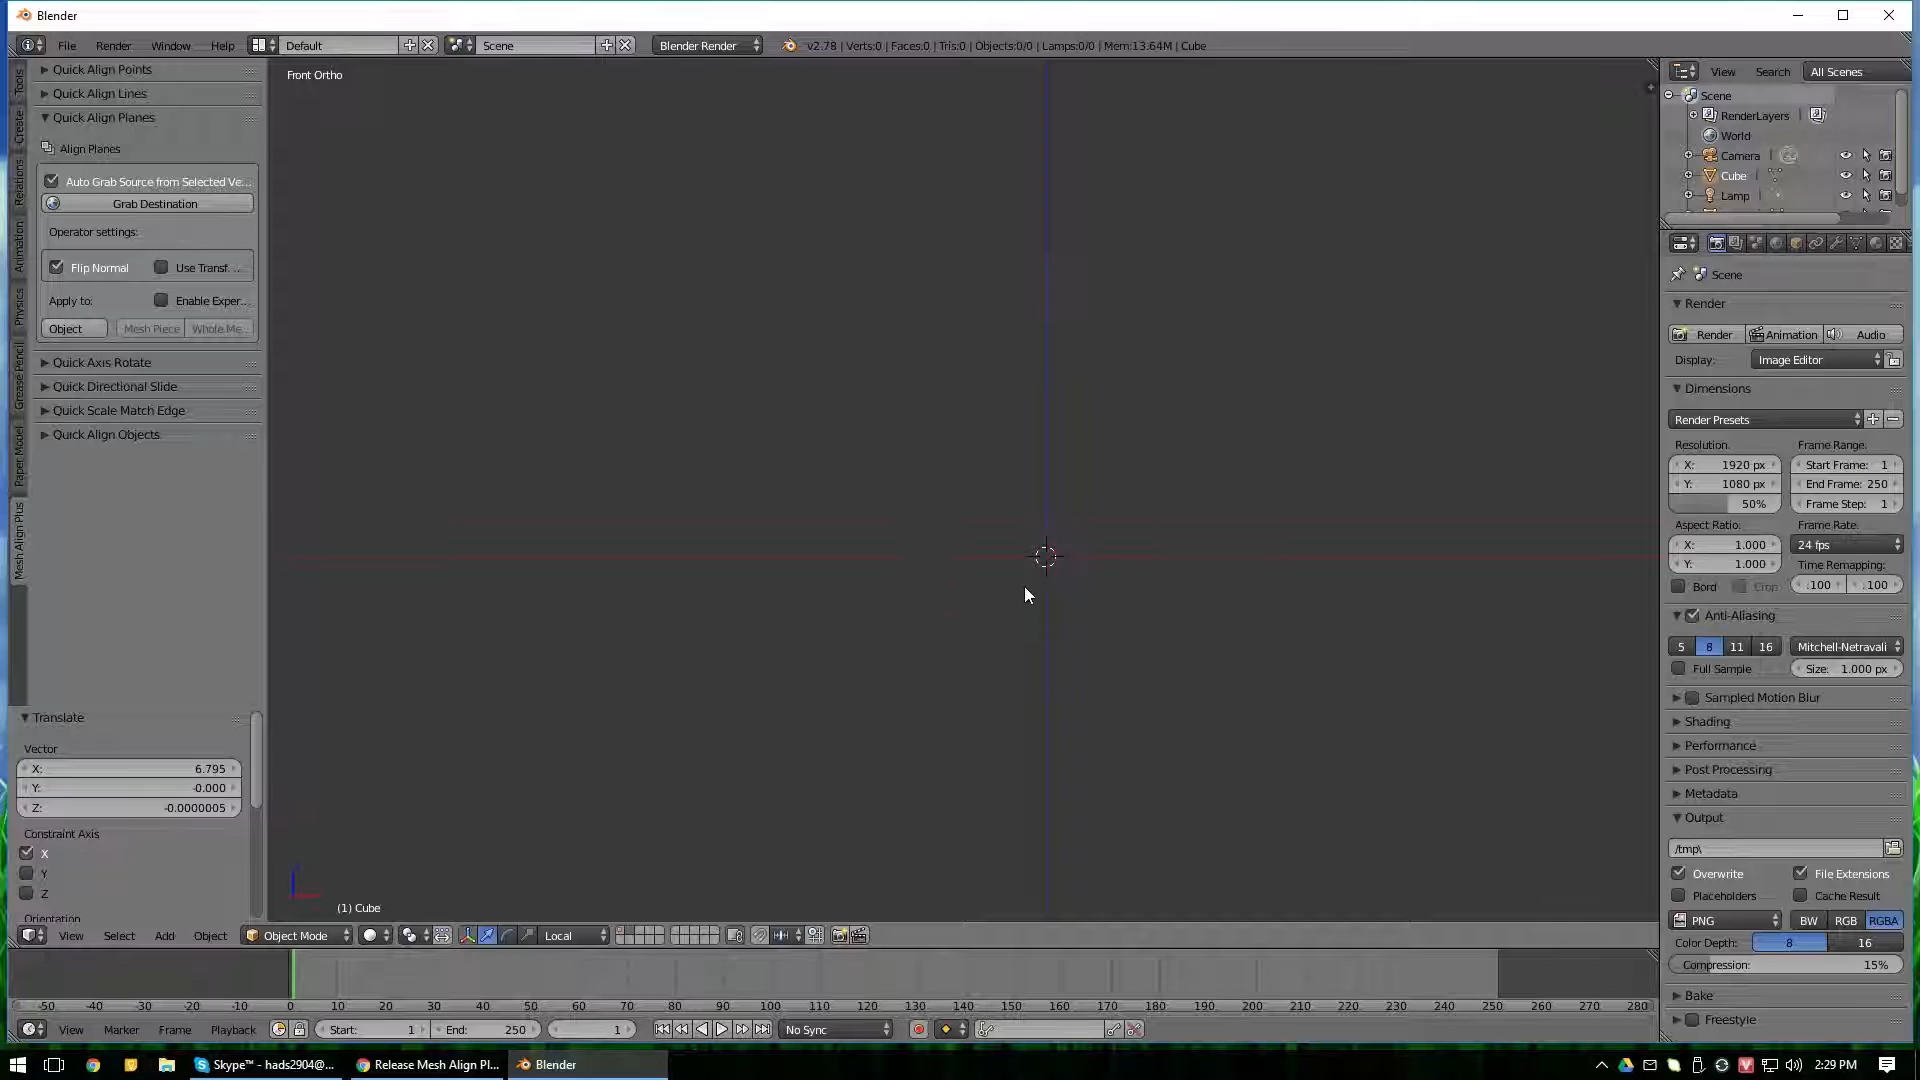 Blender
File Render Window Help Default Scene Blender Render v2.78 | Verts:0 | Faces:0 | Tris:0 | Objects:0/0 | Lamps:0/0 | Mem:13.64M | Cube
Tools
Create
Relations
Animation
Physics
Grease Pencil
Paper Model
Mesh Align Plus
Quick Align Points
Quick Align Lines
Quick Align Planes
Align Planes
Auto Grab Source from Selected Ve...
Grab Destination
Operator settings:
Flip Normal Use Transf...
Apply to: Enable Exper...
Object Mesh Piece Whole Me...
Quick Axis Rotate
Quick Directional Slide
Quick Scale Match Edge
Quick Align Objects
Translate
Vector
X: 6.795
Y: -0.000
Z: -0.0000005
Constraint Axis
X
Y
Z
Orientation
Front Ortho
(1) Cube
View Select Add Object Object Mode Local
-50 -40 -30 -20 -10 0 10 20 30 40 50 60 70 80 90 100 110 120 130 140 150 160 170 180 190 200 210 220 230 240 250 260 270 280
View Marker Frame Playback Start: 1 End: 250 1 No Sync
View Search All Scenes
Scene
RenderLayers
World
Camera
Cube
Lamp
Scene
Render
Render Animation Audio
Display: Image Editor
Dimensions
Render Presets
Resolution: Frame Range:
X: 1920 px Start Frame: 1
Y: 1080 px End Frame: 250
50% Frame Step: 1
Aspect Ratio: Frame Rate:
X: 1.000 24 fps
Y: 1.000 Time Remapping:
Bord Crop 100 100
Anti-Aliasing
5 8 11 16 Mitchell-Netravali
Full Sample Size: 1.000 px
Sampled Motion Blur
Shading
Performance
Post Processing
Metadata
Output
/tmp\
Overwrite File Extensions
Placeholders Cache Result
PNG BW RGB RGBA
Color Depth: 8 16
Compression: 15%
Bake
Freestyle
Skype™ - hads2904@... Release Mesh Align Pl... Blender 2:29 PM